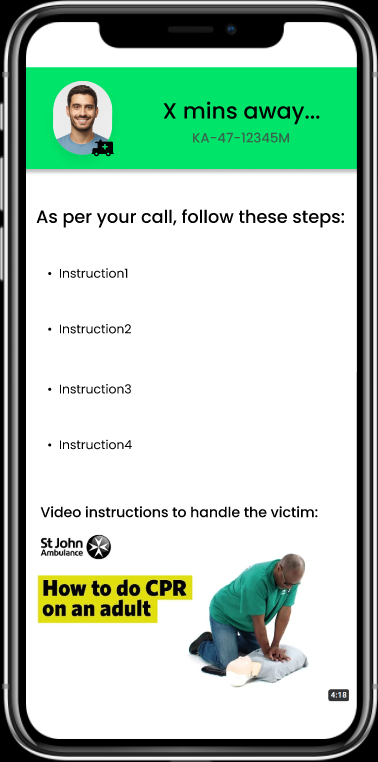 X mins away...
KA-47-12345M
As per your call, follow these steps:
• Instruction1
• Instruction2
• Instruction3
• Instruction4
Video instructions to handle the victim:
St John
Ambulance
How to do CPR
on an adult
4:18